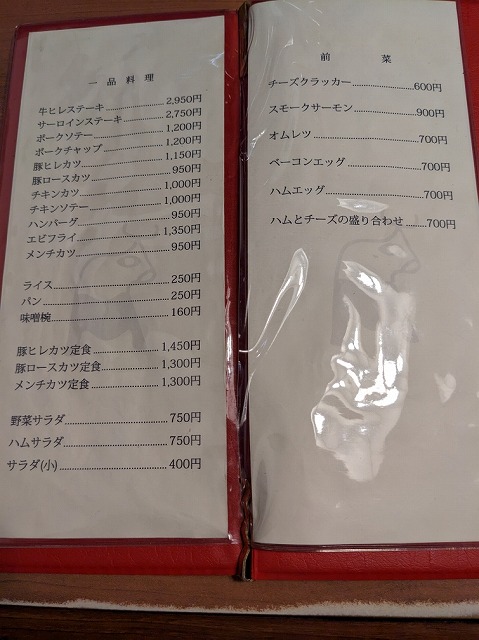 一品料理
牛ヒレステーキ 2,950円
サーロインステーキ 2,750円
ポークソテー 1,200円
ポークチャップ 1,200円
豚ヒレカツ 1,150円
豚ロースカツ 950円
チキンカツ 1,000円
チキンソテー 1,000円
ハンバーグ 950円
エビフライ 1,350円
メンチカツ 950円
ライス 250円
パン 250円
味噌椀 160円
豚ヒレカツ定食 1,450円
豚ロースカツ定食 1,300円
メンチカツ定食 1,300円
野菜サラダ 750円
ハムサラダ 750円
サラダ(小) 400円
前菜
チーズクラッカー 600円
スモークサーモン 900円
オムレツ 700円
ベーコンエッグ 700円
ハムエッグ 700円
ハムとチーズの盛り合わせ 700円